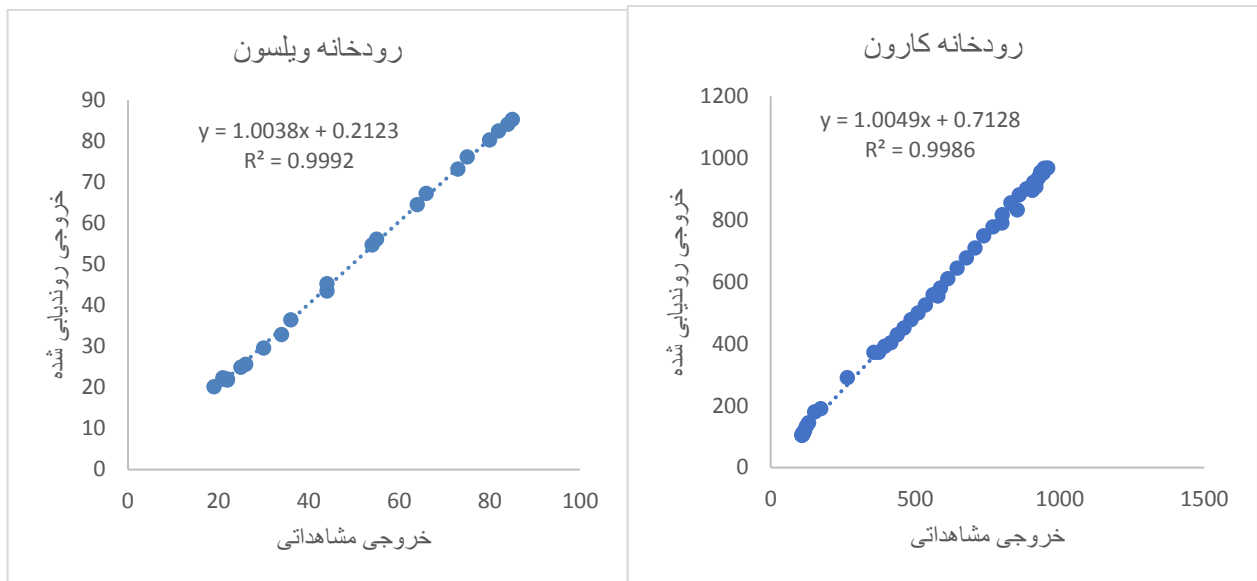 رودخانه ویلسون
y = 1.0038x + 0.2123
R² = 0.9992
90
80
70
60
50
40
30
20
10
0
0 20 40 60 80 100
خروجی روندیابی شده
خروجی مشاهداتی
رودخانه کارون
y = 1.0049x + 0.7128
R² = 0.9986
1200
1000
800
600
400
200
0
0 500 1000 1500
خروجی روندیابی شده
خروجی مشاهداتی